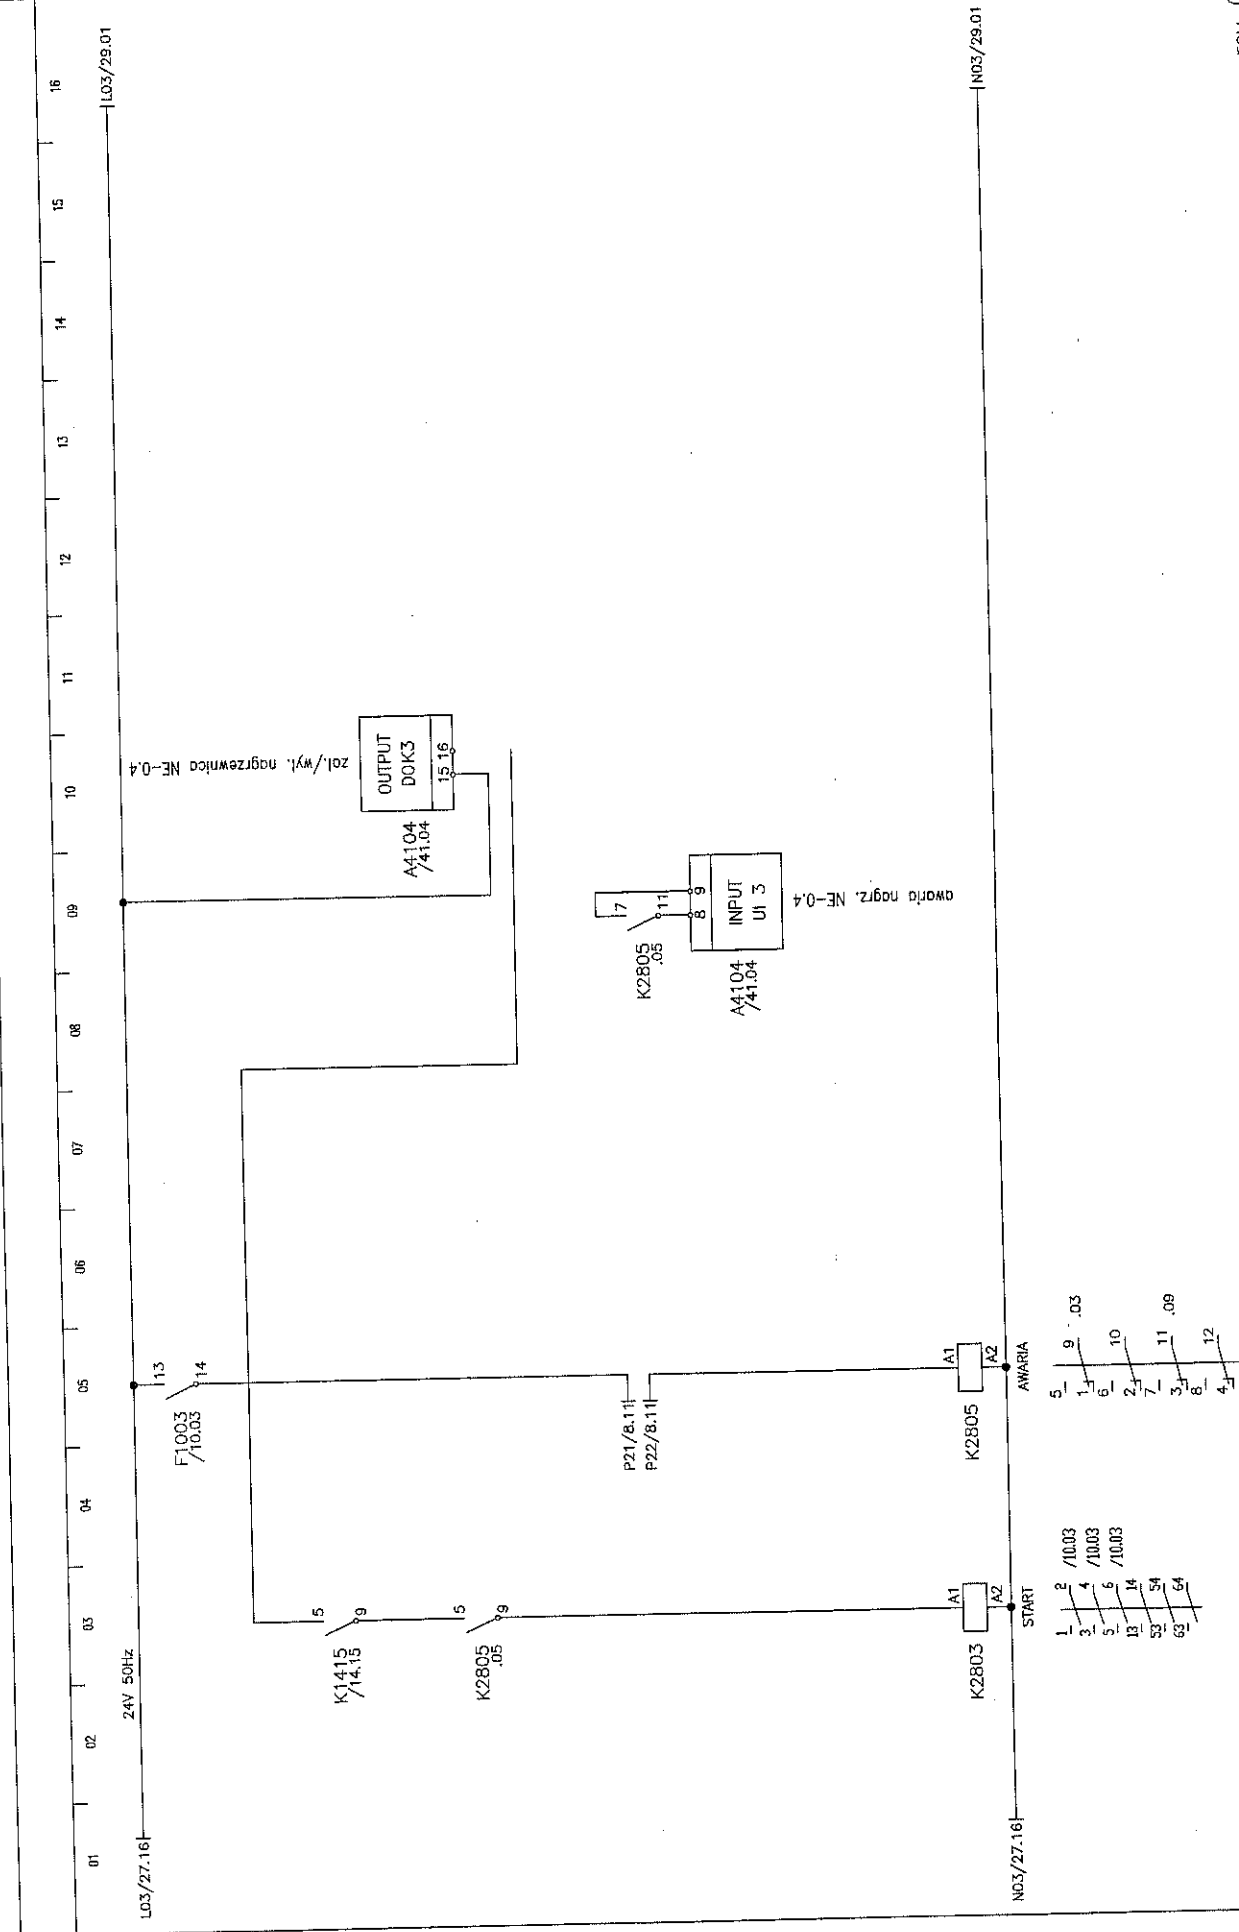 01
02
03
04
05
06
07
08
09
10
11
12
13
14
15
16
L03/27.16
24V 50Hz
L03/29.01
F1003
/10.03
13
14
zal./wyl. nagrzewnica NE-0.4
OUTPUT
DOK3
15 16
A4104
/41.04
K1415
/14.15
5
9
K2805
.05
5
9
P21/8.11
P22/8.11
K2805
.05
7
11
8 9
INPUT
UI 3
A4104
/41.04
awaria nagrz. NE-0.4
K2803
A1
A2
K2805
A1
A2
N03/27.16
N03/29.01
START
AWARIA
1 2 /10.03
3 4 /10.03
5 6 /10.03
13 14
53 54
63 64
5
1 9 .03
6
2 10
7
3 11 .09
8
4 12